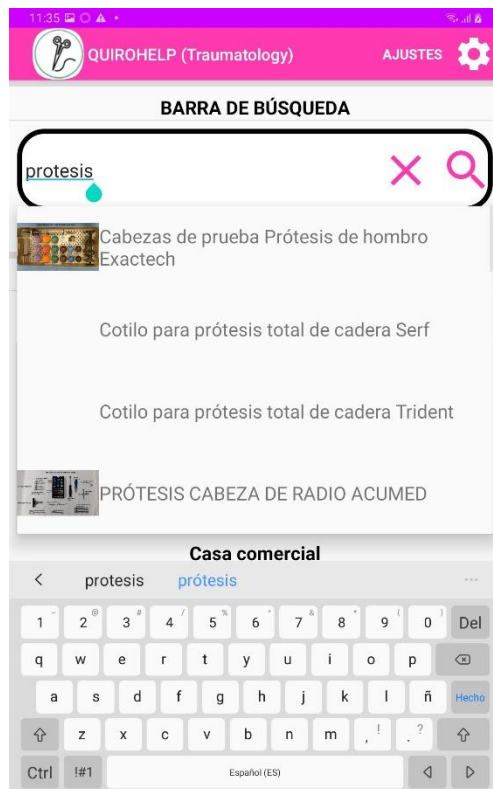 11:35
QUIROHELP (Traumatology) AJUSTES
BARRA DE BÚSQUEDA
protesis
Cabezas de prueba Prótesis de hombro
Exactech
Cotilo para prótesis total de cadera Serf
Cotilo para prótesis total de cadera Trident
PRÓTESIS CABEZA DE RADIO ACUMED
Casa comercial
< protesis prótesis ...
1 2 @ 3 # 4 / 5 % 6 ^ 7 & 8 * 9 ( 0 ) Del
q w e r t y u i o p
a s d f g h j k l ñ Hecho
z x c v b n m , ! . ?
Ctrl !#1 Español (ES)